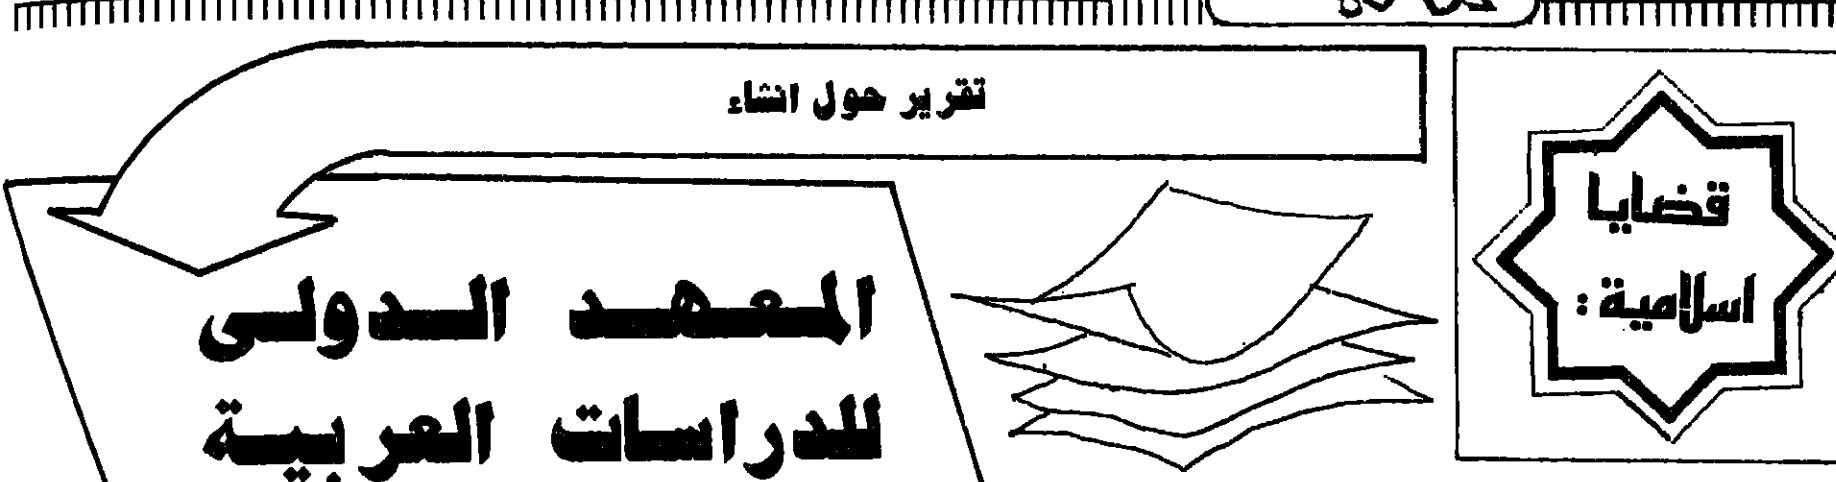 قضايا
اسلامية :
تقرير حول انشاء
المعهد الدولى
للدراسات العربية